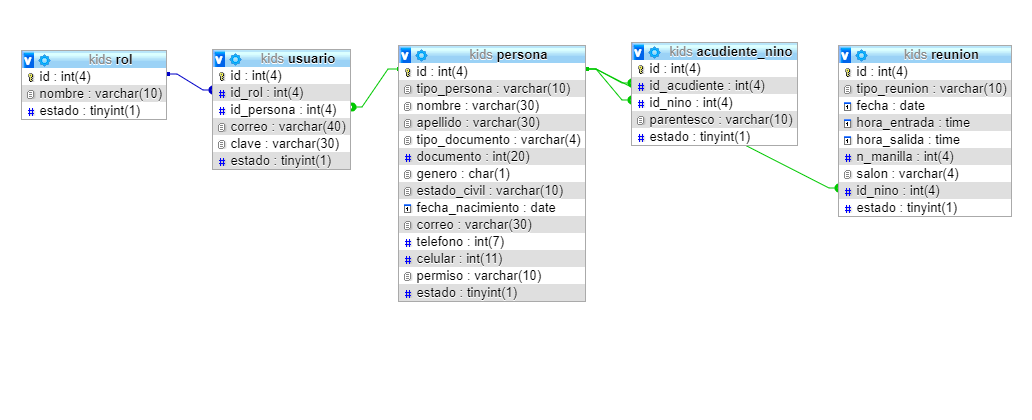 kids rol
id : int(4)
nombre : varchar(10)
estado : tinyint(1)
kids usuario
id : int(4)
id_rol : int(4)
id_persona : int(4)
correo : varchar(40)
clave : varchar(30)
estado : tinyint(1)
kids persona
id : int(4)
tipo_persona : varchar(10)
nombre : varchar(30)
apellido : varchar(30)
tipo_documento : varchar(4)
documento : int(20)
genero : char(1)
estado_civil : varchar(10)
fecha_nacimiento : date
correo : varchar(30)
telefono : int(7)
celular : int(11)
permiso : varchar(10)
estado : tinyint(1)
kids acudiente_nino
id : int(4)
id_acudiente : int(4)
id_nino : int(4)
parentesco : varchar(10)
estado : tinyint(1)
kids reunion
id : int(4)
tipo_reunion : varchar(10)
fecha : date
hora_entrada : time
hora_salida : time
n_manilla : int(4)
salon : varchar(4)
id_nino : int(4)
estado : tinyint(1)